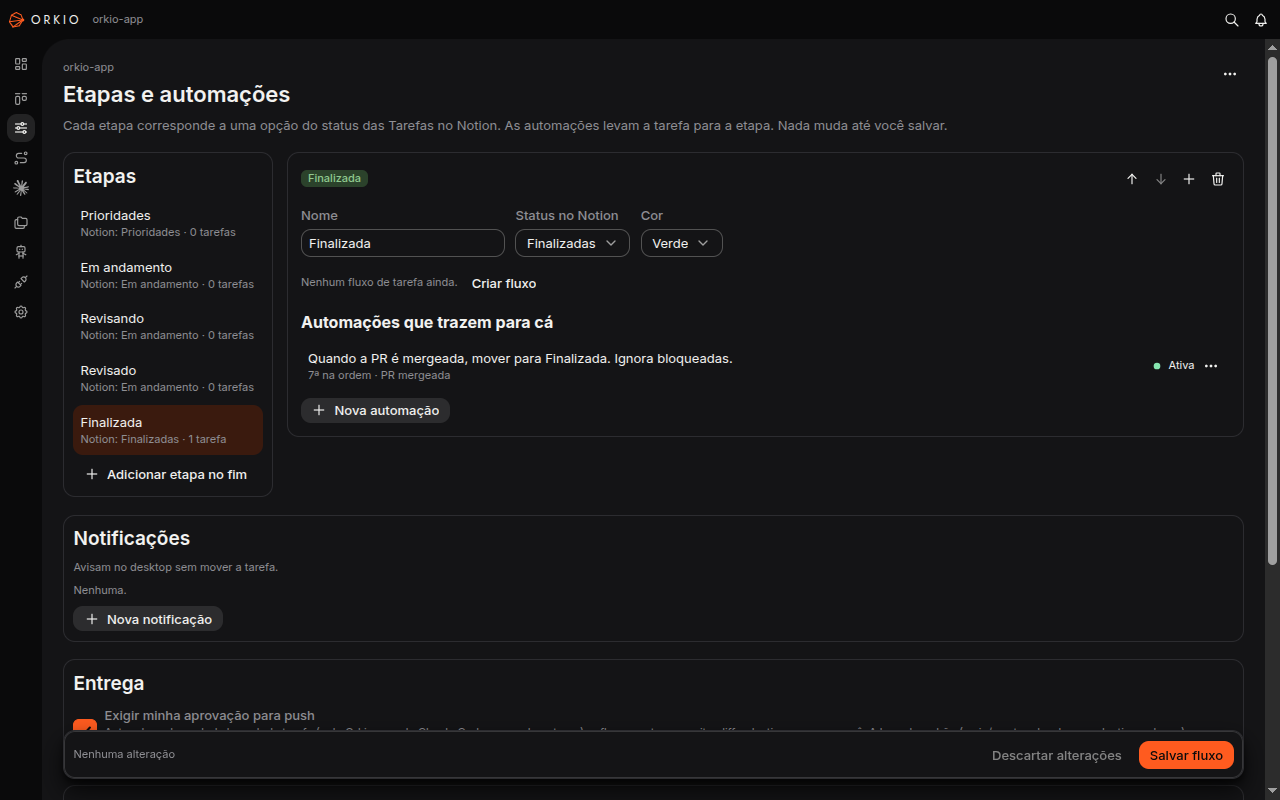 ORKIO orkio-app
orkio-app
Etapas e automações
Cada etapa corresponde a uma opção do status das Tarefas no Notion. As automações levam a tarefa para a etapa. Nada muda até você salvar.
Etapas
Prioridades
Notion: Prioridades · 0 tarefas
Em andamento
Notion: Em andamento · 0 tarefas
Revisando
Notion: Em andamento · 0 tarefas
Revisado
Notion: Em andamento · 0 tarefas
Finalizada
Notion: Finalizadas · 1 tarefa
Adicionar etapa no fim
Finalizada
Nome Status no Notion Cor
Finalizada Finalizadas Verde
Nenhum fluxo de tarefa ainda. Criar fluxo
Automações que trazem para cá
Quando a PR é mergeada, mover para Finalizada. Ignora bloqueadas.
7ª na ordem · PR mergeada
Ativa
Nova automação
Notificações
Avisam no desktop sem mover a tarefa.
Nenhuma.
Nova notificação
Entrega
Exigir minha aprovação para push
Nenhuma alteração
Descartar alterações
Salvar fluxo